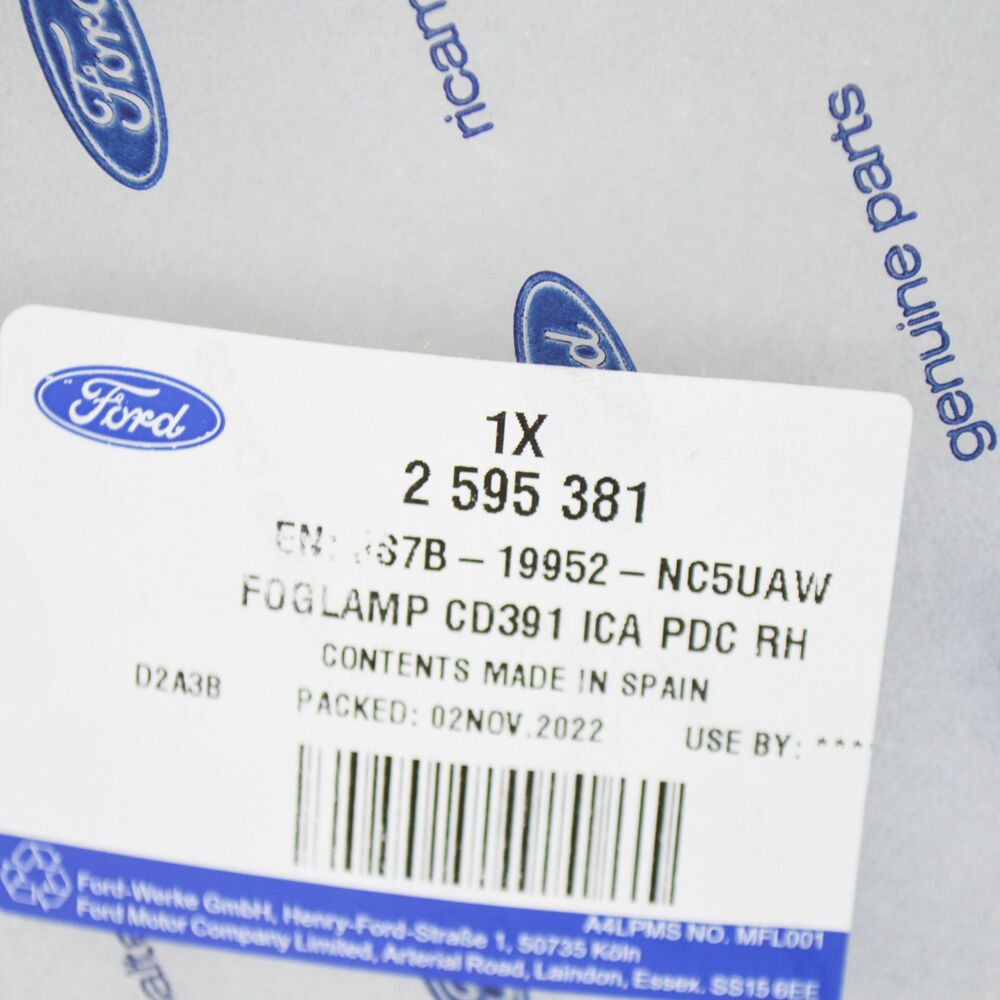 Ford
ricam
genuine parts
Ford
1X
2 595 381
EN: S7B – 19952 – NC5UAW
FOGLAMP CD391 ICA PDC RH
CONTENTS MADE IN SPAIN
D2A3B
PACKED: 02NOV.2022
USE BY: ****
A4LPMS NO. MFL001
Ford-Werke GmbH, Henry-Ford-Straße 1, 50735 Köln
Ford Motor Company Limited, Arterial Road, Laindon, Essex. SS15 6EE